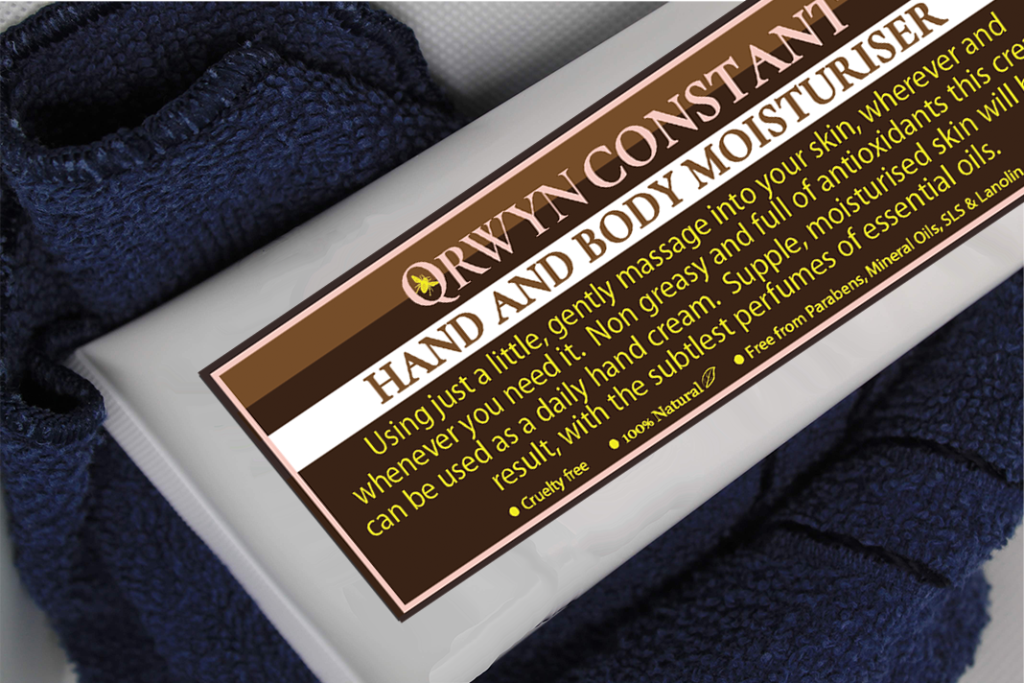 QRWYN CONSTANT
HAND AND BODY MOISTURISER
Using just a little, gently massage into your skin, wherever and
whenever you need it. Non greasy and full of antioxidants this
can be used as a daily hand cream. Supple, moisturised skin will
result, with the subtlest perfumes of essential oils.
Cruelty free 100% Natural Free from Parabens, Mineral Oils, SLS & Lanolin